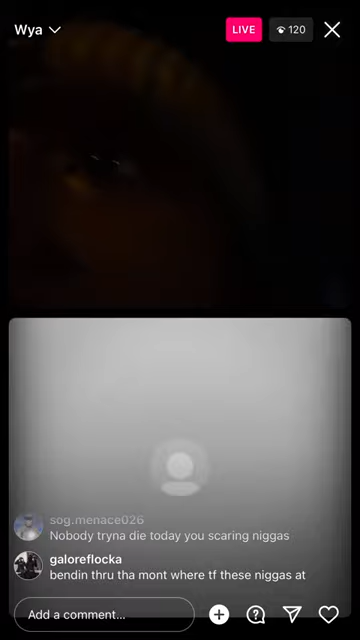 Wya
LIVE
120
sog.menace026
Nobody tryna die today you scaring niggas
galoreflocka
bendin thru tha mont where tf these niggas at
Add a comment...